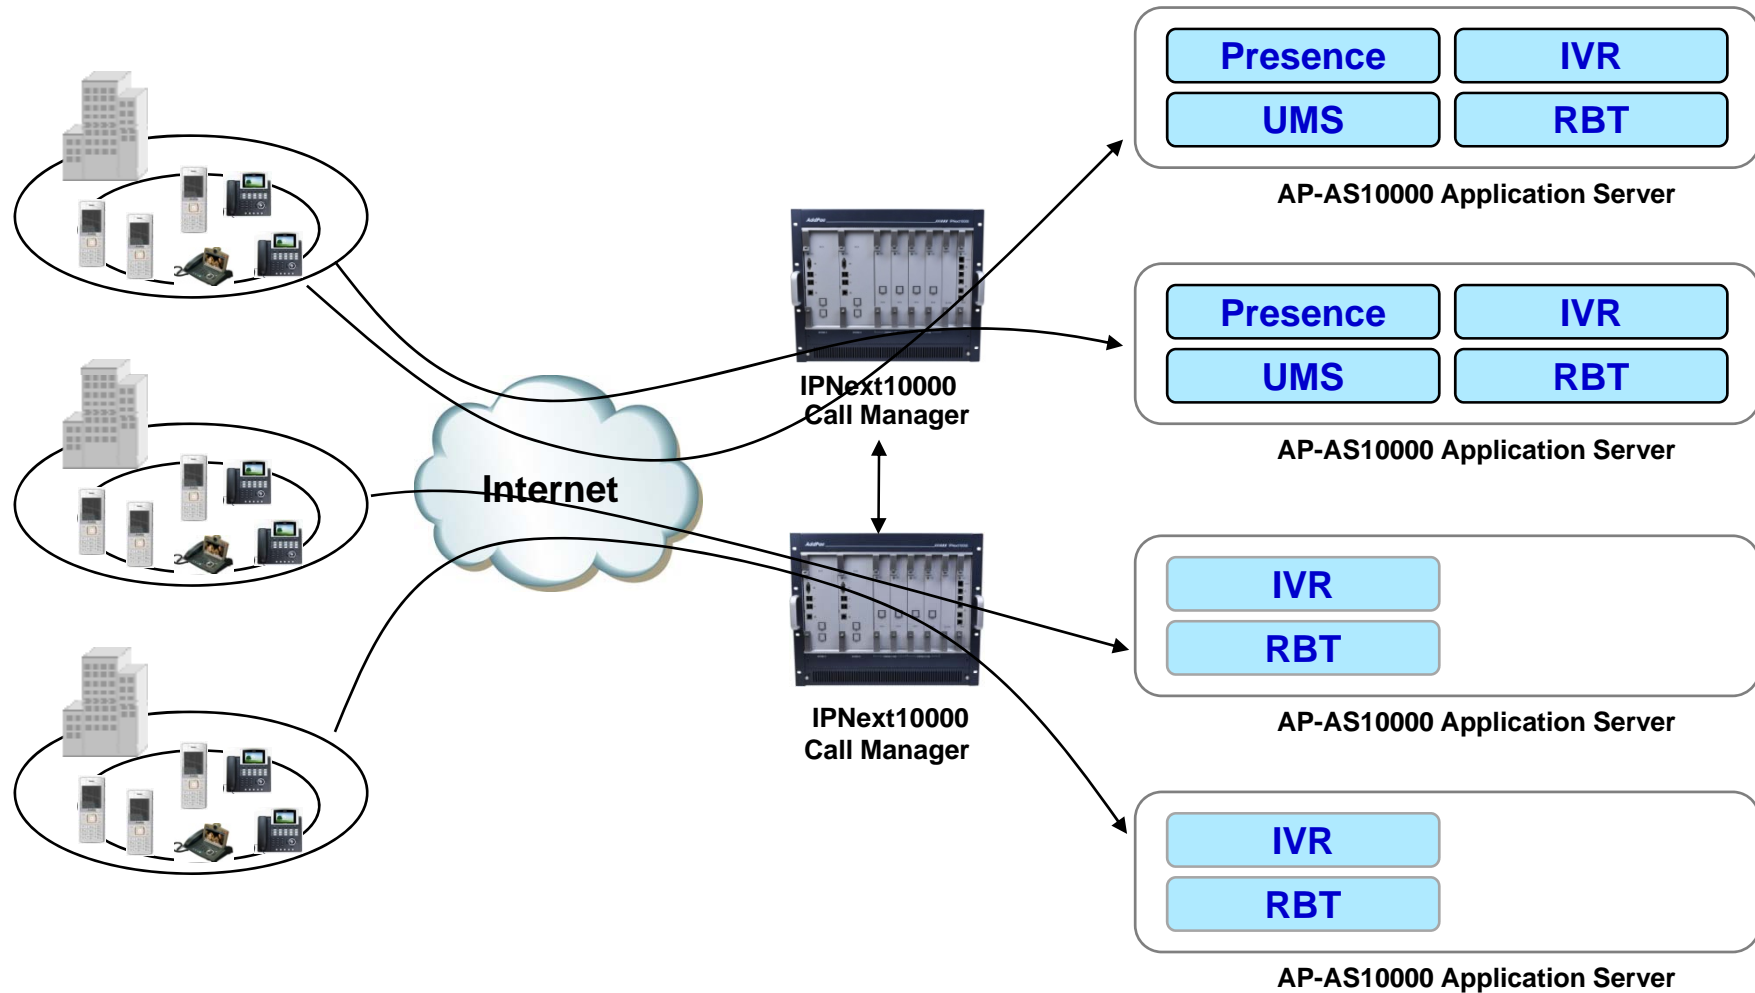 Presence
IVR
UMS
RBT
AP-AS10000 Application Server
Presence
IVR
UMS
RBT
AP-AS10000 Application Server
IPNext10000
Call Manager
Internet
IVR
RBT
AP-AS10000 Application Server
IPNext10000
Call Manager
IVR
RBT
AP-AS10000 Application Server